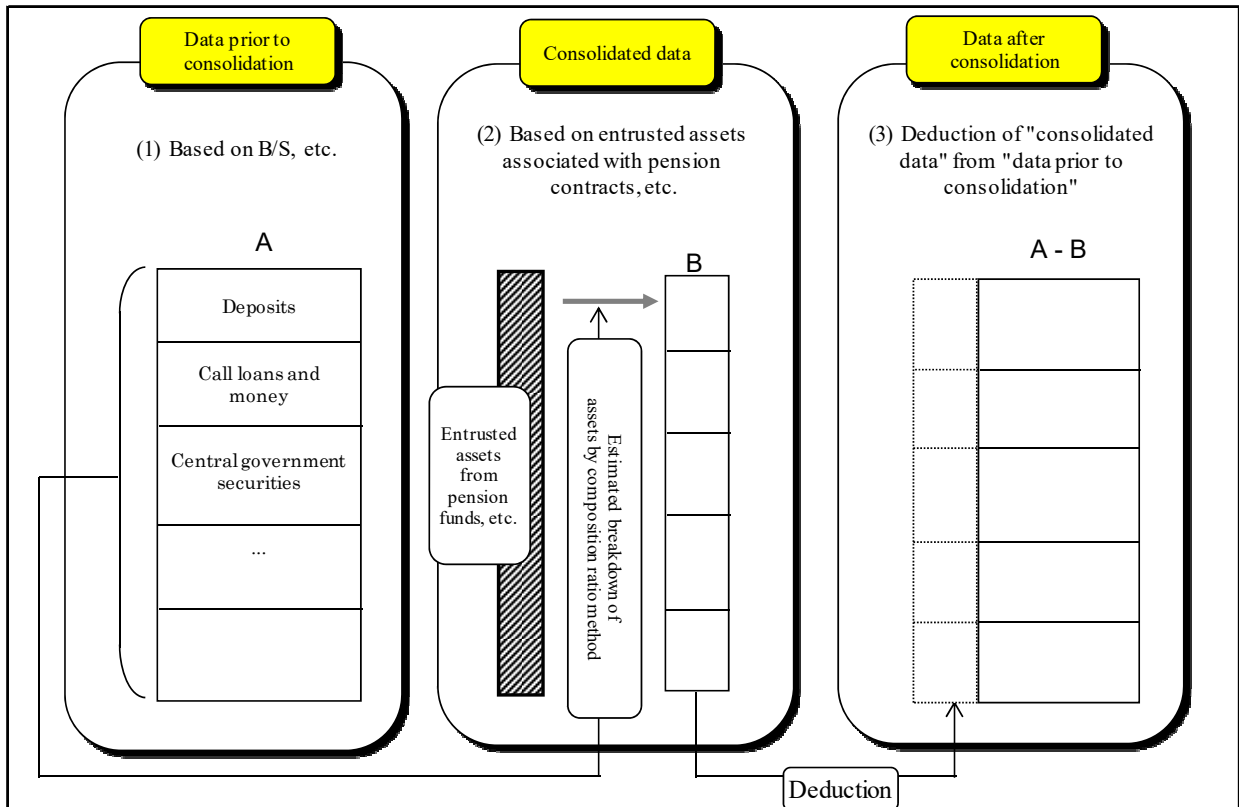 Data prior to
consolidation
(1) Based on B/S, etc.
A
Deposits
Call loans and
money
Central government
securities
...
Consolidated data
(2) Based on entrusted assets
associated with pension
contracts, etc.
B
Entrusted
assets
from
pension
funds, etc.
Estimated breakdown of
assets by composition ratio method
Data after
consolidation
(3) Deduction of "consolidated
data" from "data prior to
consolidation"
A - B
Deduction